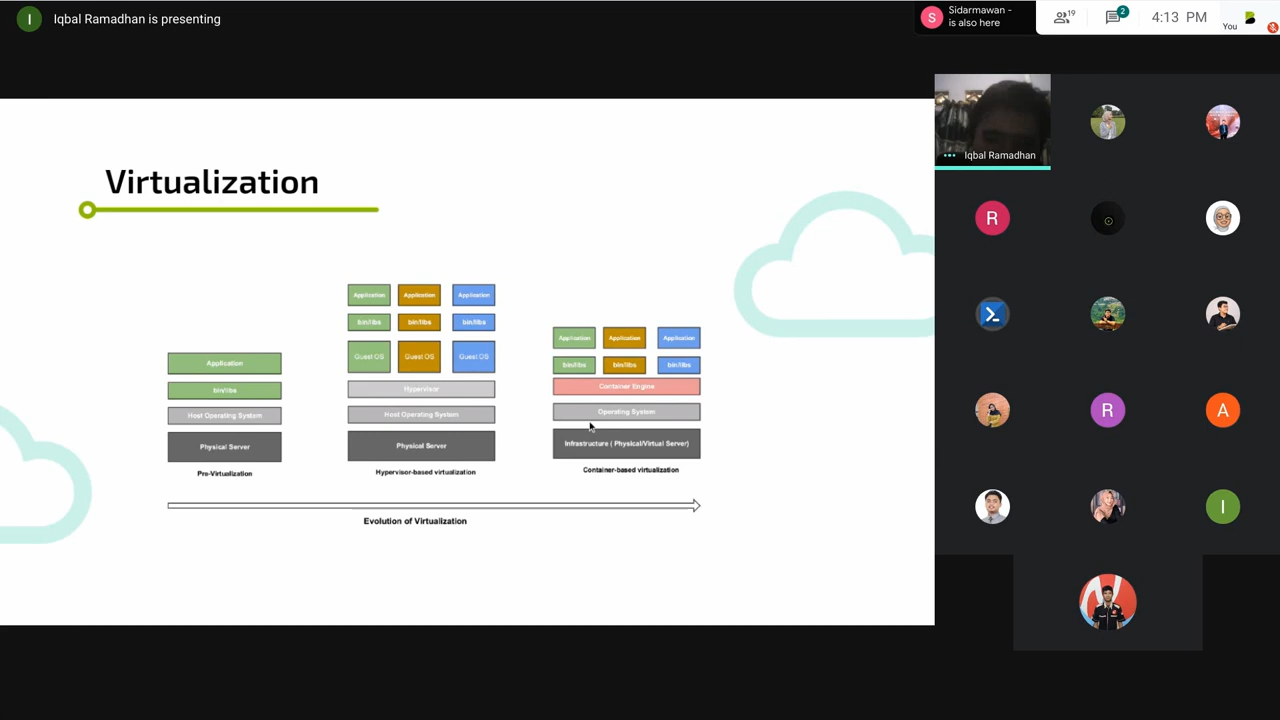 I
Iqbal Ramadhan is presenting
S
Sidarmawan -
is also here
19
2
4:13 PM
You
Iqbal Ramadhan
R
R
A
I
Virtualization
Application
bin/libs
Host Operating System
Physical Server
Pre-Virtualization
Application Application Application
bin/libs bin/libs bin/libs
Guest OS Guest OS Guest OS
Hypervisor
Host Operating System
Physical Server
Hypervisor-based virtualization
Application Application Application
bin/libs bin/libs bin/libs
Container Engine
Operating System
Infrastructure ( Physical/Virtual Server)
Container-based virtualization
Evolution of Virtualization